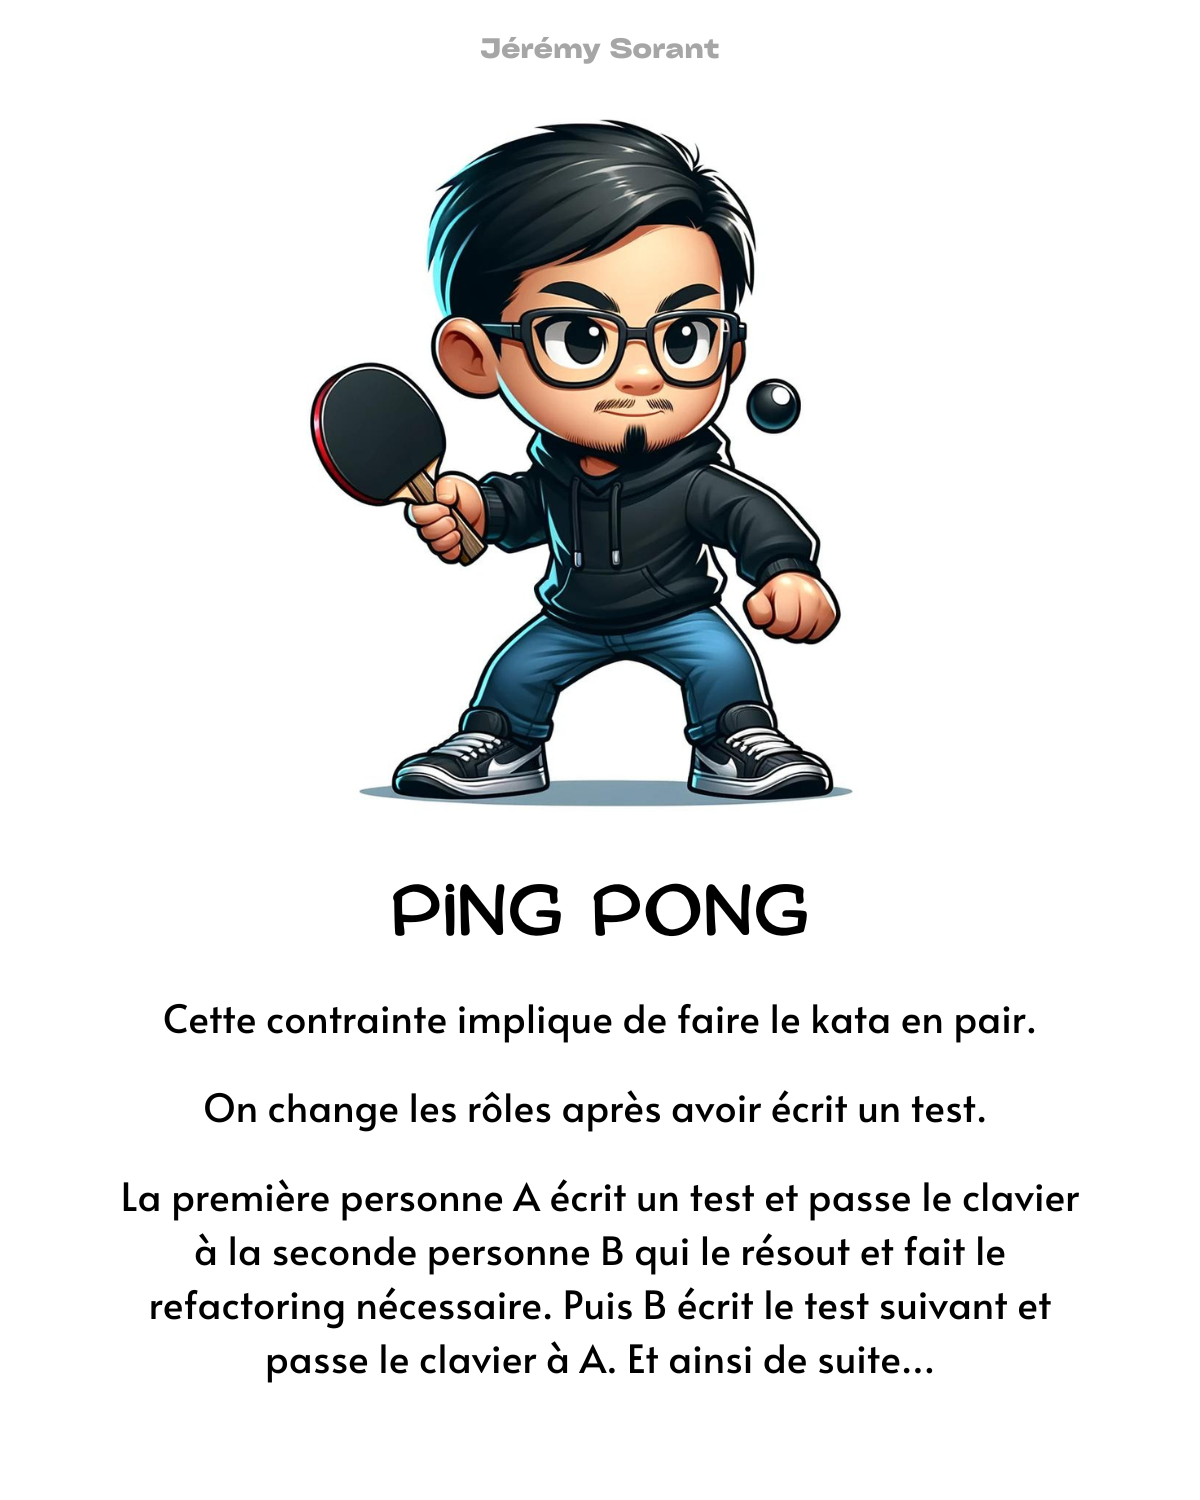 Jérémy Sorant
PiNG PONG
Cette contrainte implique de faire le kata en pair.
On change les rôles après avoir écrit un test.
La première personne A écrit un test et passe le clavier
à la seconde personne B qui le résout et fait le
refactoring nécessaire. Puis B écrit le test suivant et
passe le clavier à A. Et ainsi de suite...